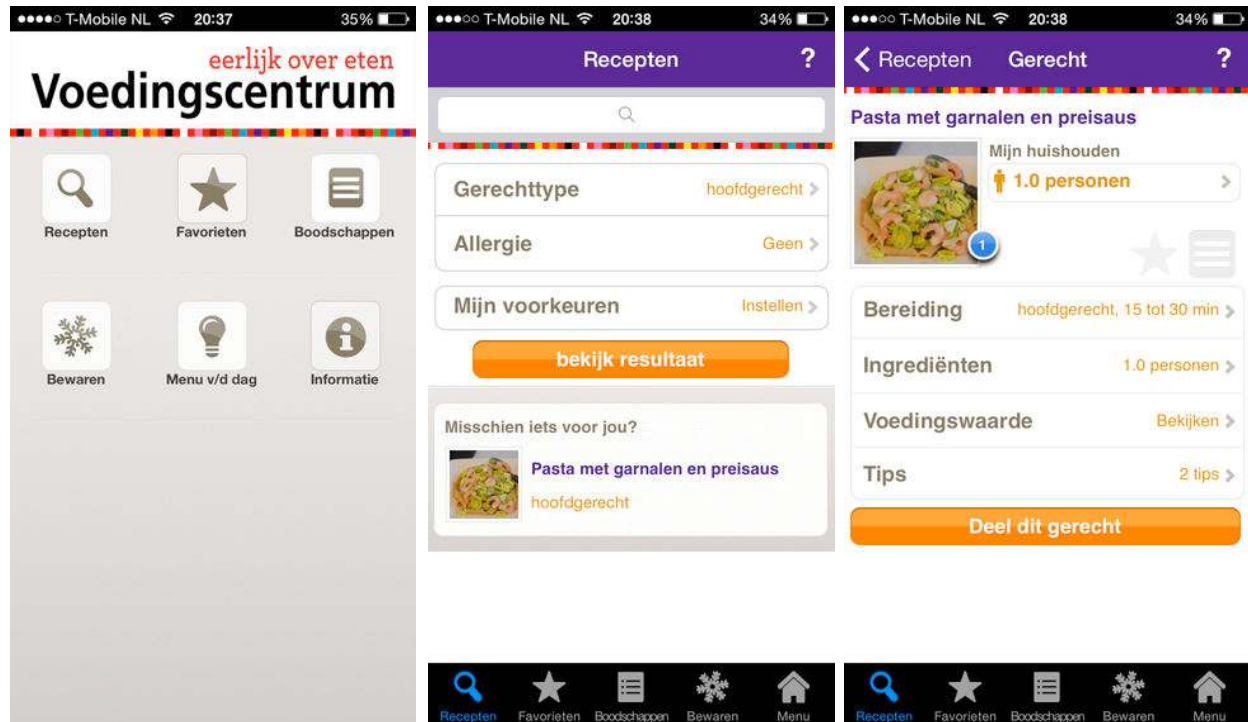 T-Mobile NL 20:37 35%
eerlijk over eten
Voedingscentrum
Recepten Favorieten Boodschappen
Bewaren Menu v/d dag Informatie
T-Mobile NL 20:38 34%
Recepten ?
Gerechttype hoofdgerecht
Allergie Geen
Mijn voorkeuren Instellen
bekijk resultaat
Misschien iets voor jou?
Pasta met garnalen en preisaus
hoofdgerecht
Recepten Favorieten Boodschappen Bewaren Menu
T-Mobile NL 20:38 34%
Recepten Gerecht ?
Pasta met garnalen en preisaus
Mijn huishouden
1.0 personen
1
Bereiding hoofdgerecht, 15 tot 30 min
Ingrediënten 1.0 personen
Voedingswaarde Bekijken
Tips 2 tips
Deel dit gerecht
Recepten Favorieten Boodschappen Bewaren Menu